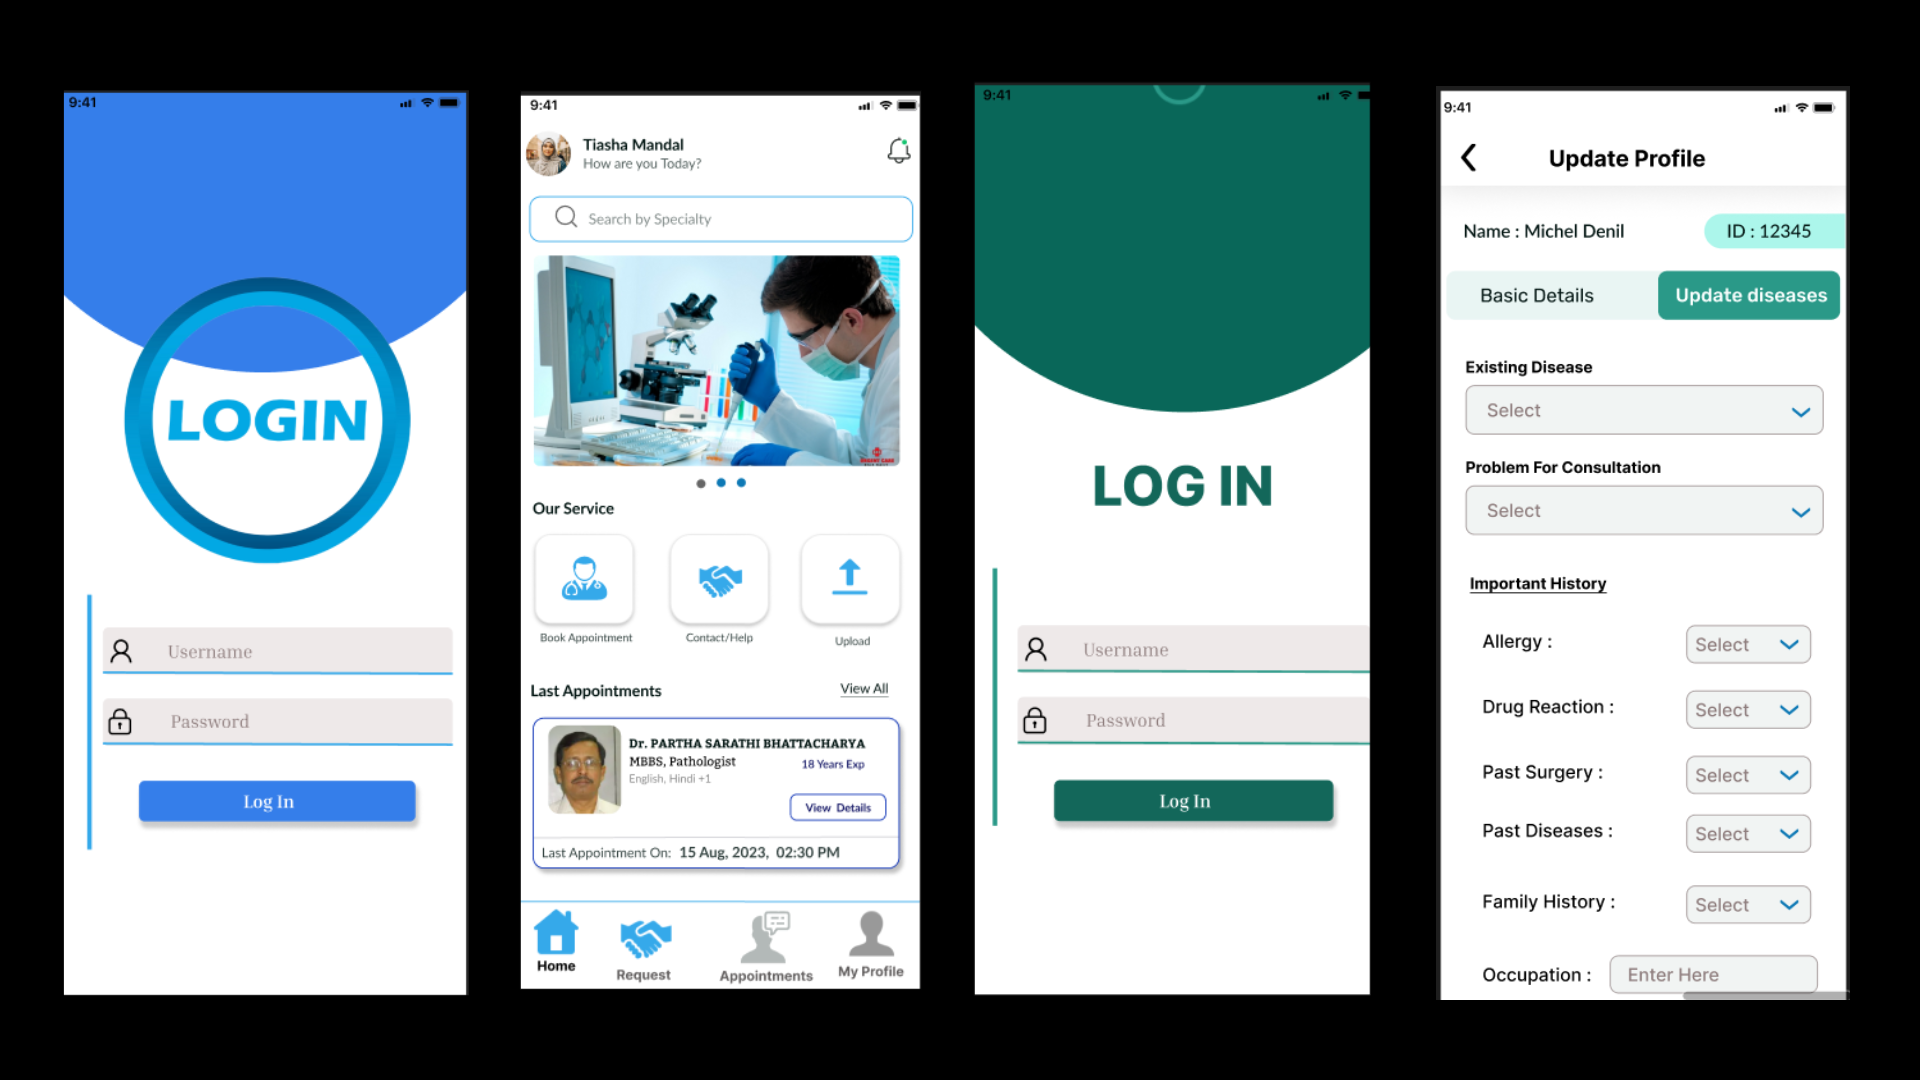 9:41
LOGIN
Username
Password
Log In
9:41
Tiasha Mandal
How are you Today?
Search by Specialty
Our Service
Book Appointment
Contact/Help
Upload
Last Appointments
View All
Dr. PARTHA SARATHI BHATTACHARYA
MBBS, Pathologist
18 Years Exp
English, Hindi +1
View Details
Last Appointment On: 15 Aug, 2023, 02:30 PM
Home
Request
Appointments
My Profile
9:41
LOG IN
Username
Password
Log In
9:41
Update Profile
Name : Michel Denil
ID : 12345
Basic Details
Update diseases
Existing Disease
Select
Problem For Consultation
Select
Important History
Allergy :
Select
Drug Reaction :
Select
Past Surgery :
Select
Past Diseases :
Select
Family History :
Select
Occupation :
Enter Here